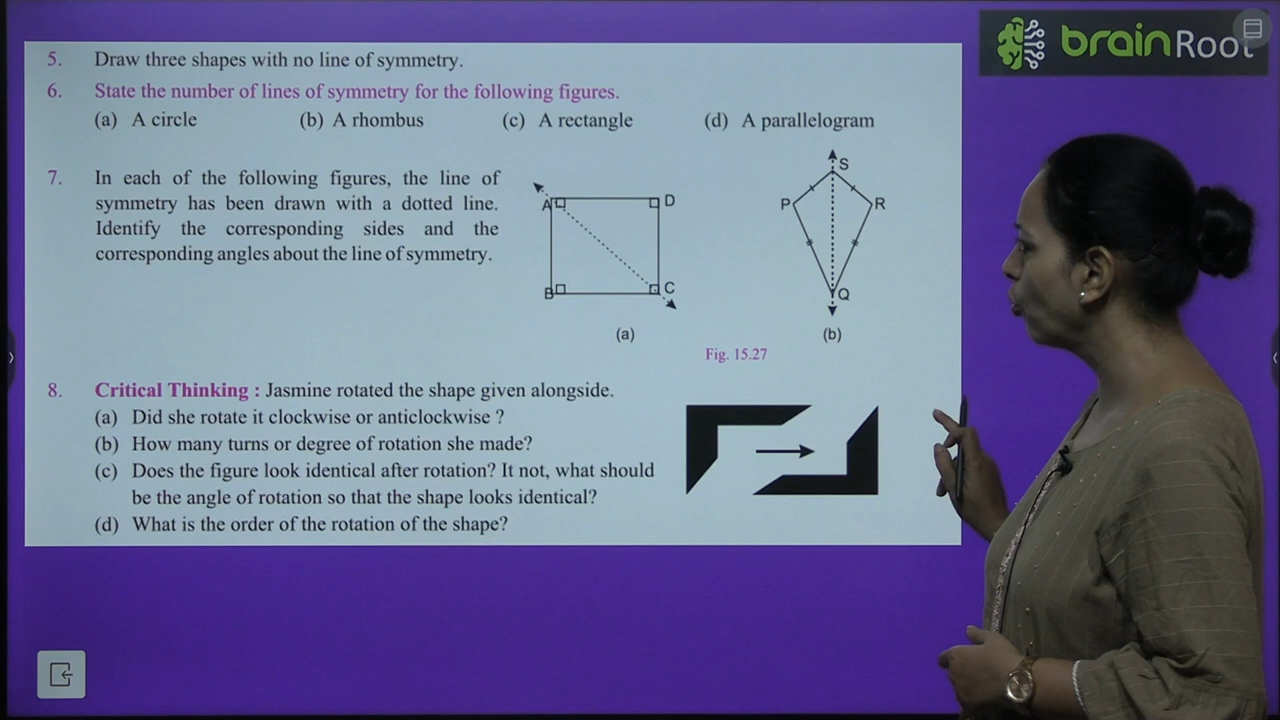 brainRoot
5. Draw three shapes with no line of symmetry.
6. State the number of lines of symmetry for the following figures.
(a) A circle (b) A rhombus (c) A rectangle (d) A parallelogram
7. In each of the following figures, the line of
symmetry has been drawn with a dotted line.
Identify the corresponding sides and the
corresponding angles about the line of symmetry.
A D
B C
(a)
S
P R
Q
(b)
Fig. 15.27
8. Critical Thinking : Jasmine rotated the shape given alongside.
(a) Did she rotate it clockwise or anticlockwise ?
(b) How many turns or degree of rotation she made?
(c) Does the figure look identical after rotation? It not, what should
be the angle of rotation so that the shape looks identical?
(d) What is the order of the rotation of the shape?